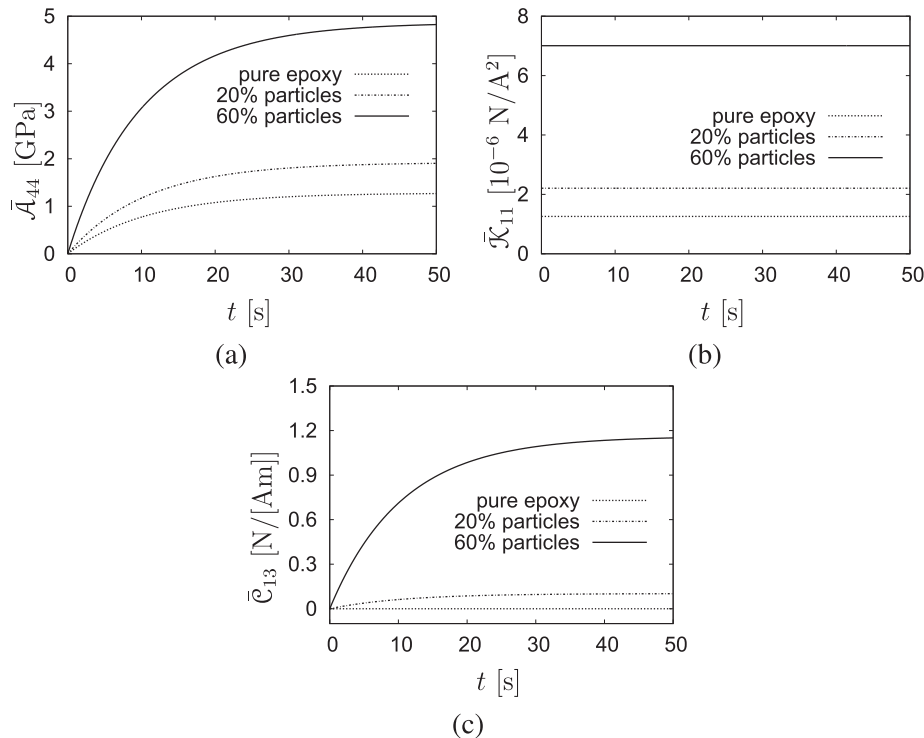 5
4
3
2
1
0
0 10 20 30 40 50
𝒜̄₄₄ [GPa]
pure epoxy
20% particles
60% particles
t [s]
(a)
8
6
4
2
0
0 10 20 30 40 50
𝒦̄₁₁ [10⁻⁶ N/A²]
pure epoxy
20% particles
60% particles
t [s]
(b)
1.5
1.2
0.9
0.6
0.3
0
0 10 20 30 40 50
𝒞̄₁₃ [N/[Am]]
pure epoxy
20% particles
60% particles
t [s]
(c)